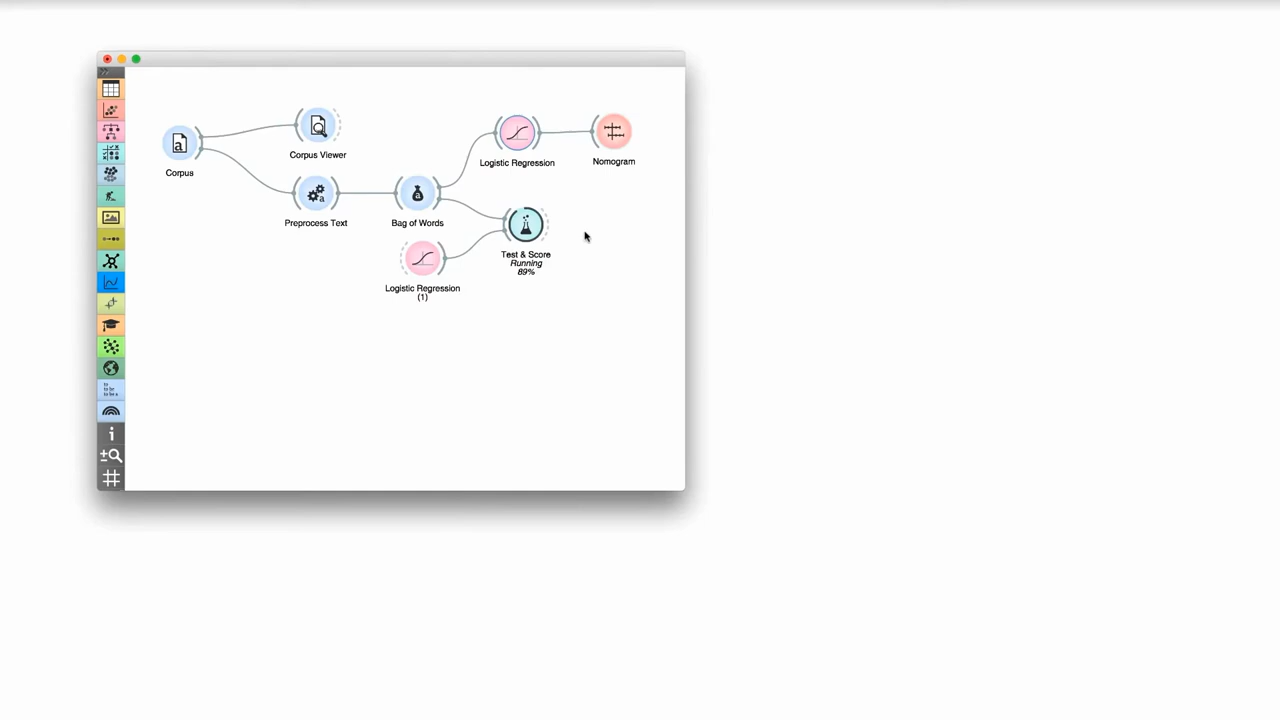 Corpus
Corpus Viewer
Preprocess Text
Bag of Words
Logistic Regression
Nomogram
Test & Score
Running
89%
Logistic Regression
(1)